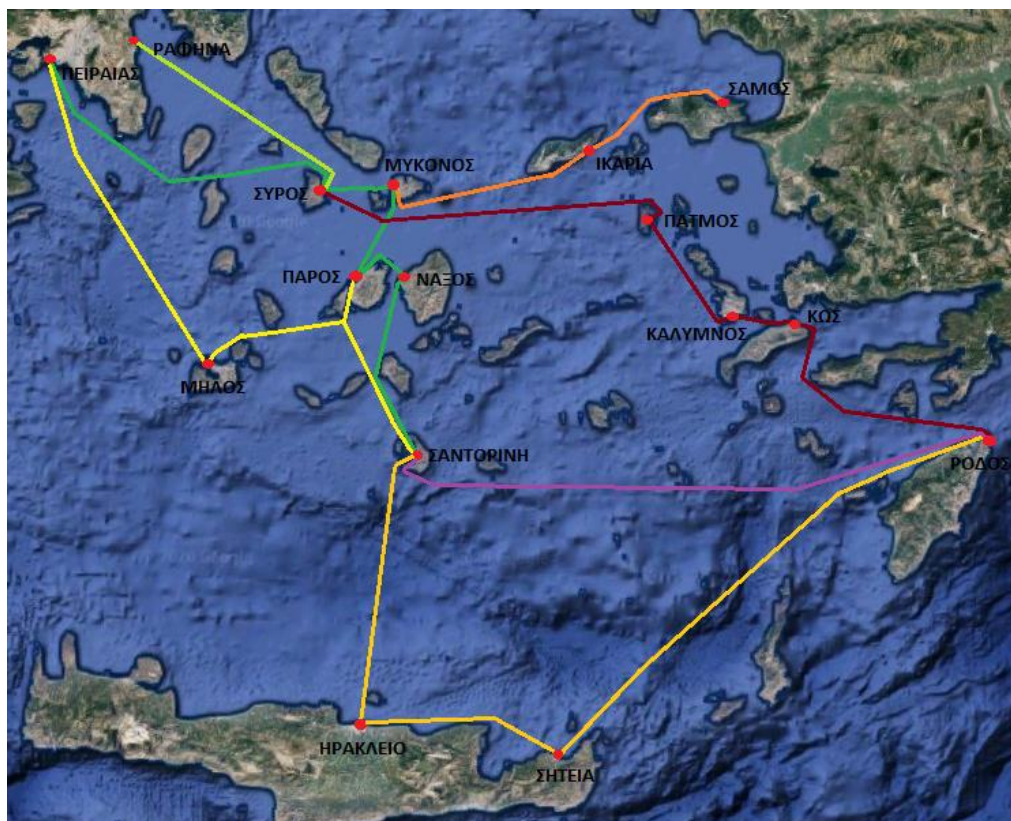 ΡΑΦΗΝΑ
ΠΕΙΡΑΙΑΣ
ΣΑΜΟΣ
ΙΚΑΡΙΑ
ΜΥΚΟΝΟΣ
ΣΥΡΟΣ
ΠΑΤΜΟΣ
ΠΑΡΟΣ
ΝΑΞΟΣ
ΚΩΣ
ΚΑΛΥΜΝΟΣ
ΜΗΛΟΣ
ΣΑΝΤΟΡΙΝΗ
ΡΟΔΟΣ
ΗΡΑΚΛΕΙΟ
ΣΗΤΕΙΑ